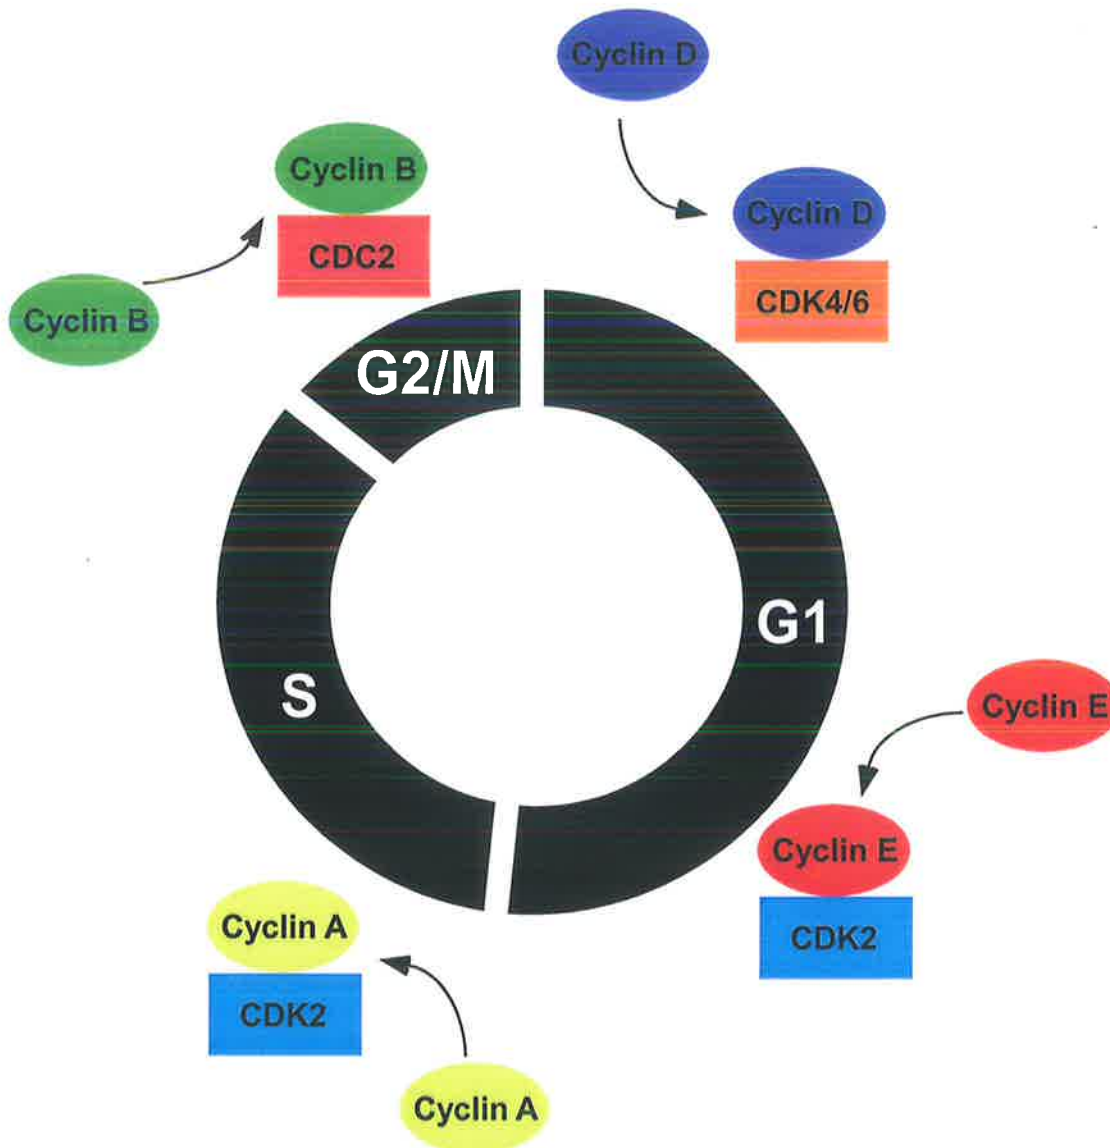 Cyclin D
Cyclin B
Cyclin D
CDC2
CDK4/6
Cyclin B
G2/M
G1
S
Cyclin E
Cyclin E
Cyclin A
CDK2
CDK2
Cyclin A